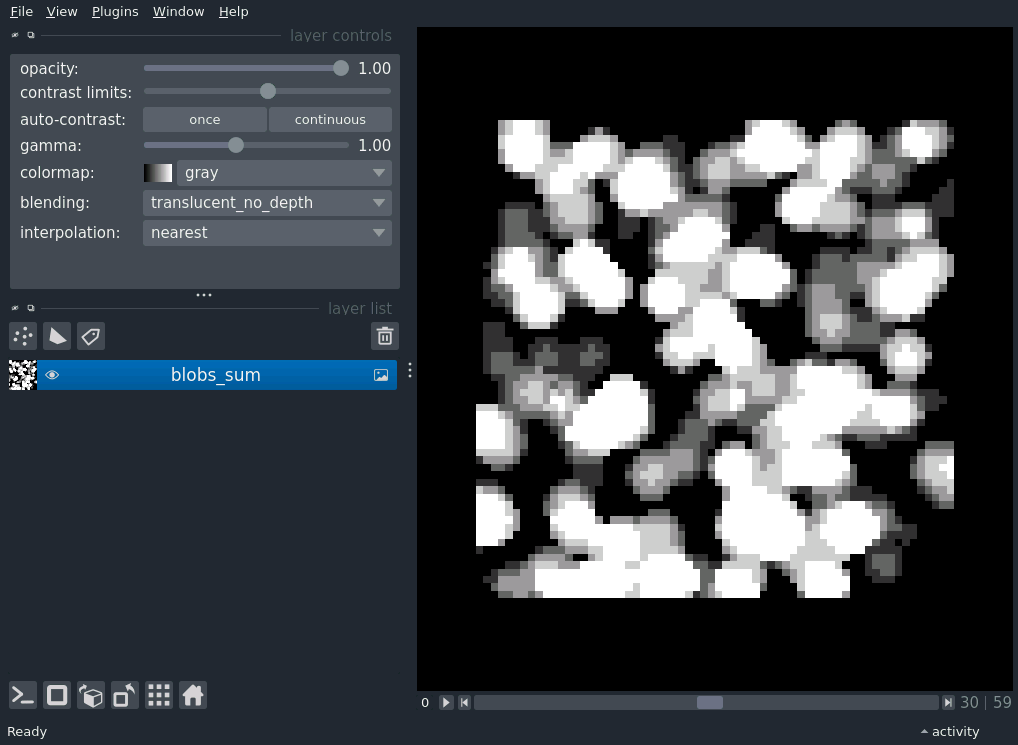 File View Plugins Window Help
layer controls
opacity: 1.00
contrast limits:
auto-contrast: once continuous
gamma: 1.00
colormap: gray
blending: translucent_no_depth
interpolation: nearest
layer list
blobs_sum
0 30 59
Ready activity